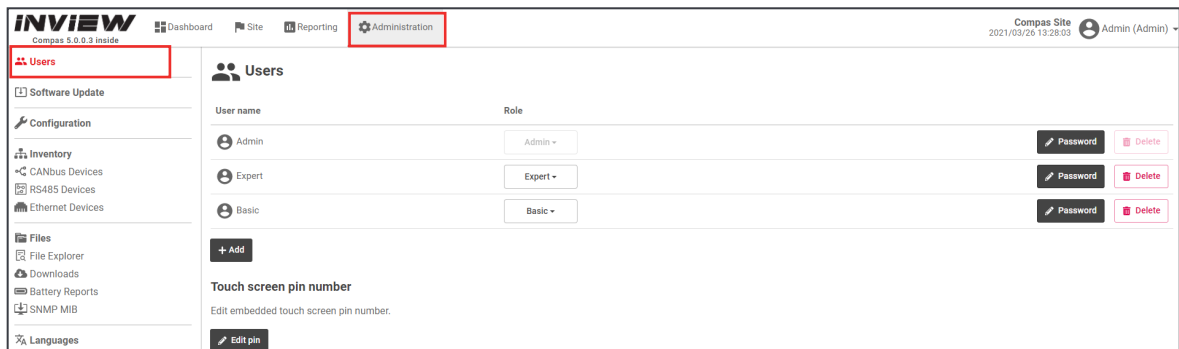 INVIEW
Compas 5.0.0.3 inside
Dashboard Site Reporting Administration
Compas Site
2021/03/26 13:28:03
Admin (Admin)
Users
Software Update
Configuration
Inventory
CANbus Devices
RS485 Devices
Ethernet Devices
Files
File Explorer
Downloads
Battery Reports
SNMP MIB
Languages
Users
User name Role
Admin Admin Password Delete
Expert Expert Password Delete
Basic Basic Password Delete
+ Add
Touch screen pin number
Edit embedded touch screen pin number.
Edit pin